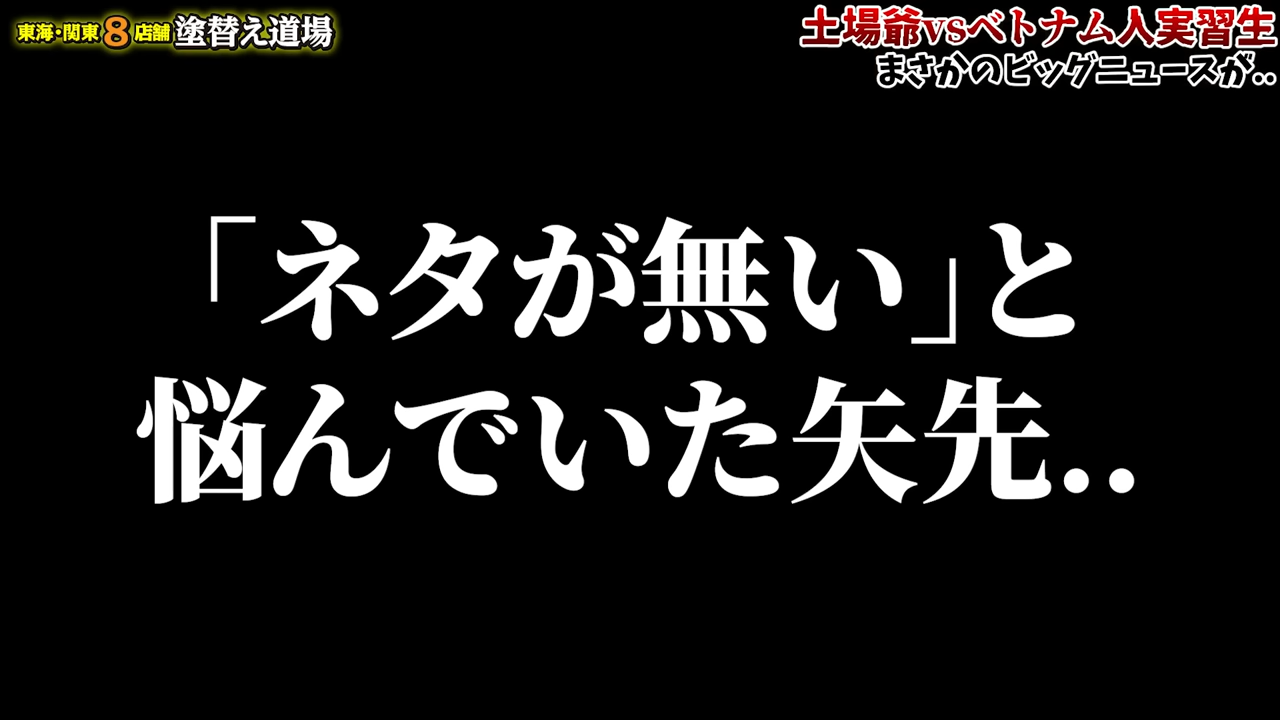 東海・関東8店舗 塗替え道場
土場爺vsベトナム人実習生
まさかのビッグニュースが..
「ネタが無い」と
悩んでいた矢先..